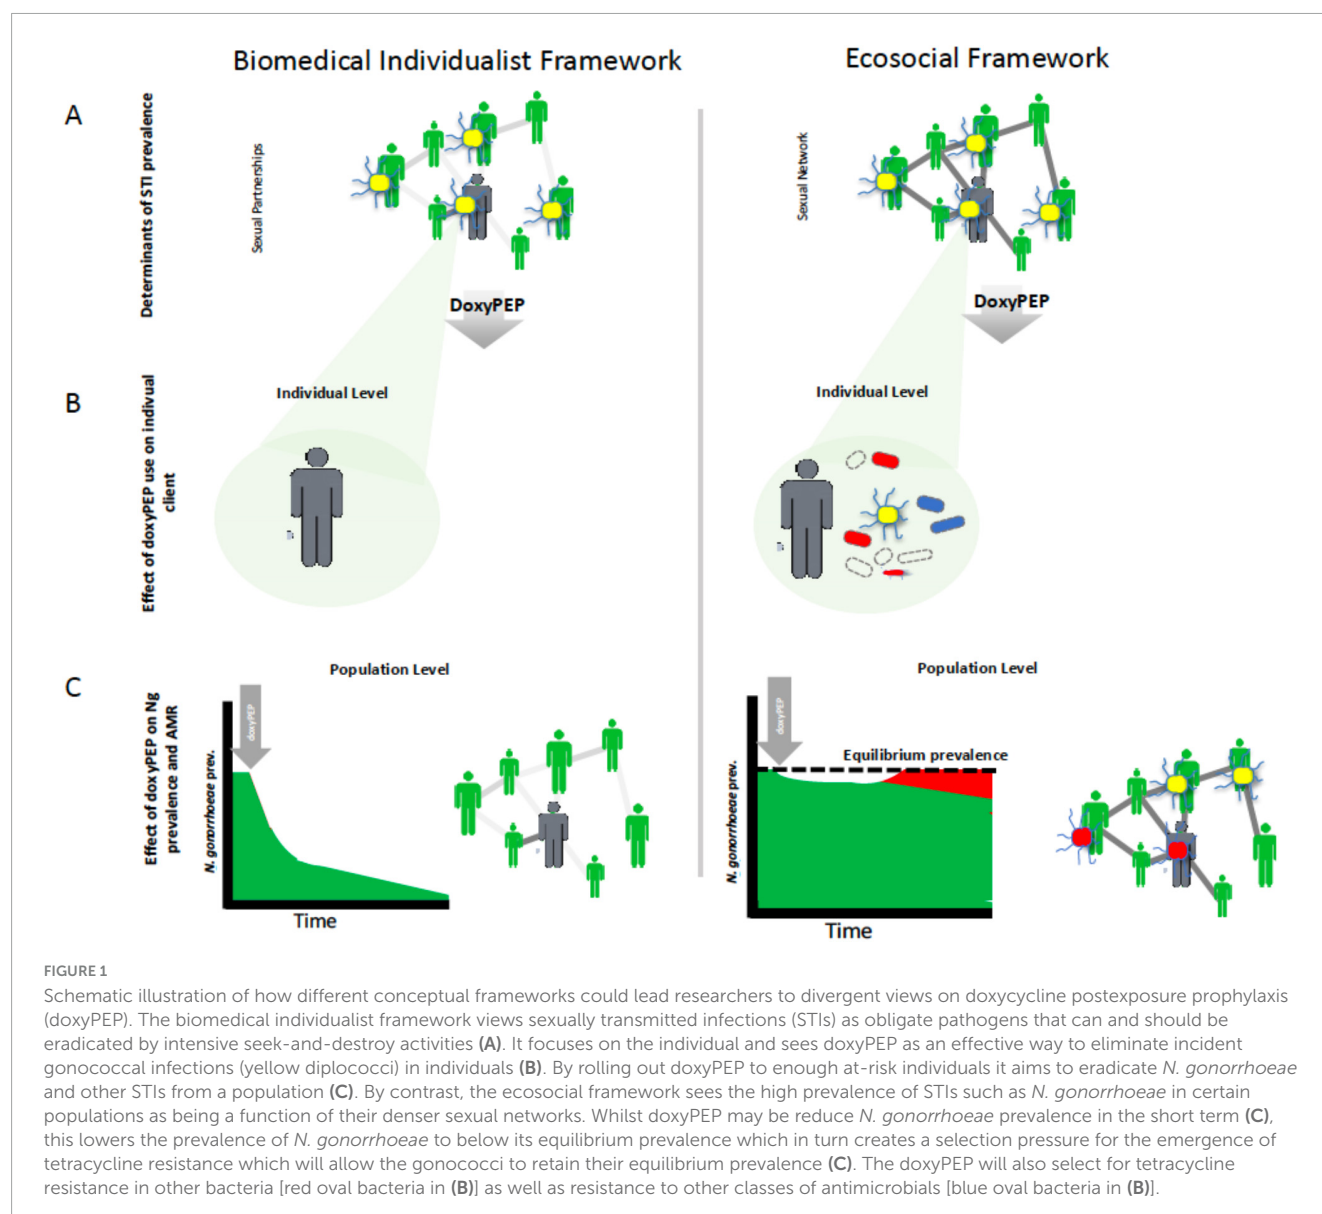 Biomedical Individualist Framework
Ecosocial Framework
A
Determinants of STI prevalence
Sexual Partnerships
Sexual Network
DoxyPEP
DoxyPEP
B
Effect of doxyPEP use on indivual
client
Individual Level
Individual Level
C
Effect of doxyPEP on Ng
prevalence and AMR
Population Level
N. gonorrhoeae prev.
doxyPEP
Time
Population Level
N. gonorrhoeae prev.
doxyPEP
Equilibrium prevalence
Time
FIGURE 1
Schematic illustration of how different conceptual frameworks could lead researchers to divergent views on doxycycline postexposure prophylaxis
(doxyPEP). The biomedical individualist framework views sexually transmitted infections (STIs) as obligate pathogens that can and should be
eradicated by intensive seek-and-destroy activities (A). It focuses on the individual and sees doxyPEP as an effective way to eliminate incident
gonococcal infections (yellow diplococci) in individuals (B). By rolling out doxyPEP to enough at-risk individuals it aims to eradicate N. gonorrhoeae
and other STIs from a population (C). By contrast, the ecosocial framework sees the high prevalence of STIs such as N. gonorrhoeae in certain
populations as being a function of their denser sexual networks. Whilst doxyPEP may be reduce N. gonorrhoeae prevalence in the short term (C),
this lowers the prevalence of N. gonorrhoeae to below its equilibrium prevalence which in turn creates a selection pressure for the emergence of
tetracycline resistance which will allow the gonococci to retain their equilibrium prevalence (C). The doxyPEP will also select for tetracycline
resistance in other bacteria [red oval bacteria in (B)] as well as resistance to other classes of antimicrobials [blue oval bacteria in (B)].